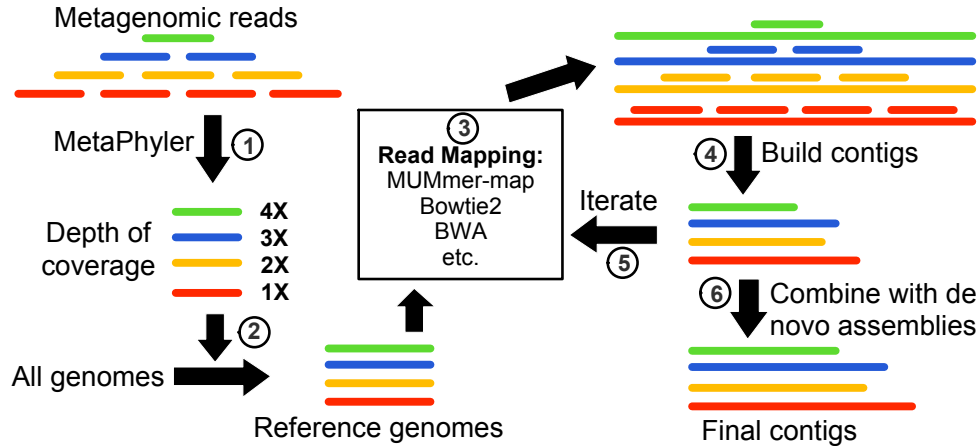 Metagenomic reads
MetaPhyler
1
Depth of
coverage
4X
3X
2X
1X
2
All genomes
Reference genomes
3
Read Mapping:
MUMmer-map
Bowtie2
BWA
etc.
4
Build contigs
Iterate
5
6
Combine with de
novo assemblies
Final contigs